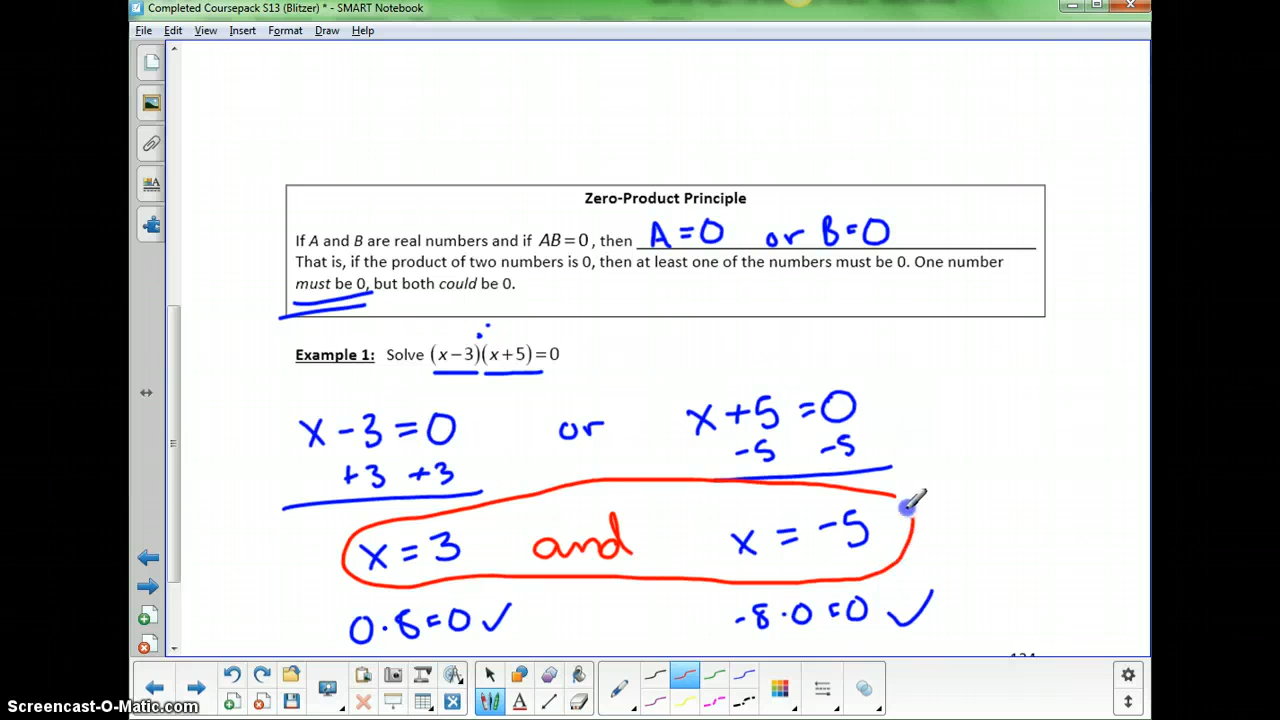 Completed Coursepack S13 (Blitzer) * - SMART Notebook
File Edit View Insert Format Draw Help
Zero-Product Principle
If A and B are real numbers and if AB=0, then A=0 or B=0
That is, if the product of two numbers is 0, then at least one of the numbers must be 0. One number
must be 0, but both could be 0.
Example 1: Solve (x−3)(x+5)=0
x-3=0 or x+5=0
+3 +3 -5 -5
x=3 and x=-5
0·8=0✓ -8·0=0✓
Screencast-O-Matic.com